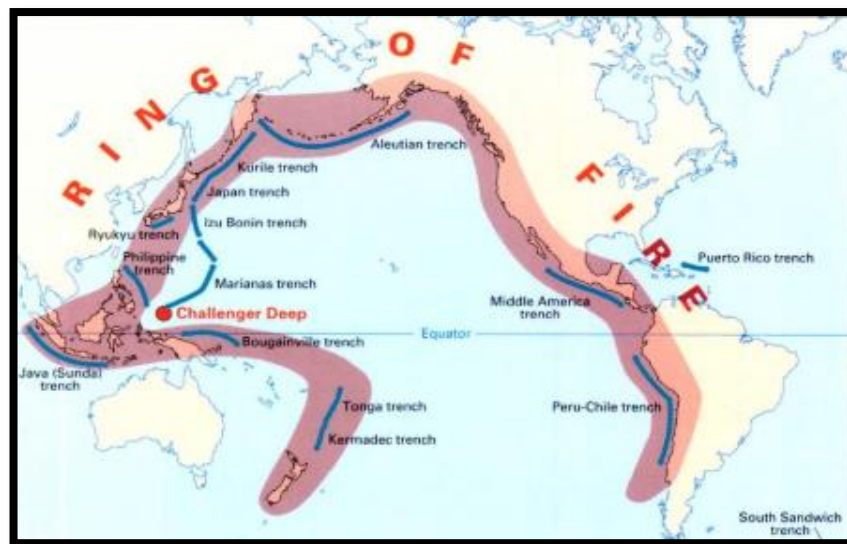 RING OF FIRE
Aleutian trench
Kurile trench
Japan trench
Izu Bonin trench
Ryukyu trench
Philippine
trench
Marianas trench
Challenger Deep
Puerto Rico trench
Middle America
trench
Equator
Bougainville trench
Java (Sunda)
trench
Tonga trench
Kermadec trench
Peru-Chile trench
South Sandwich
trench